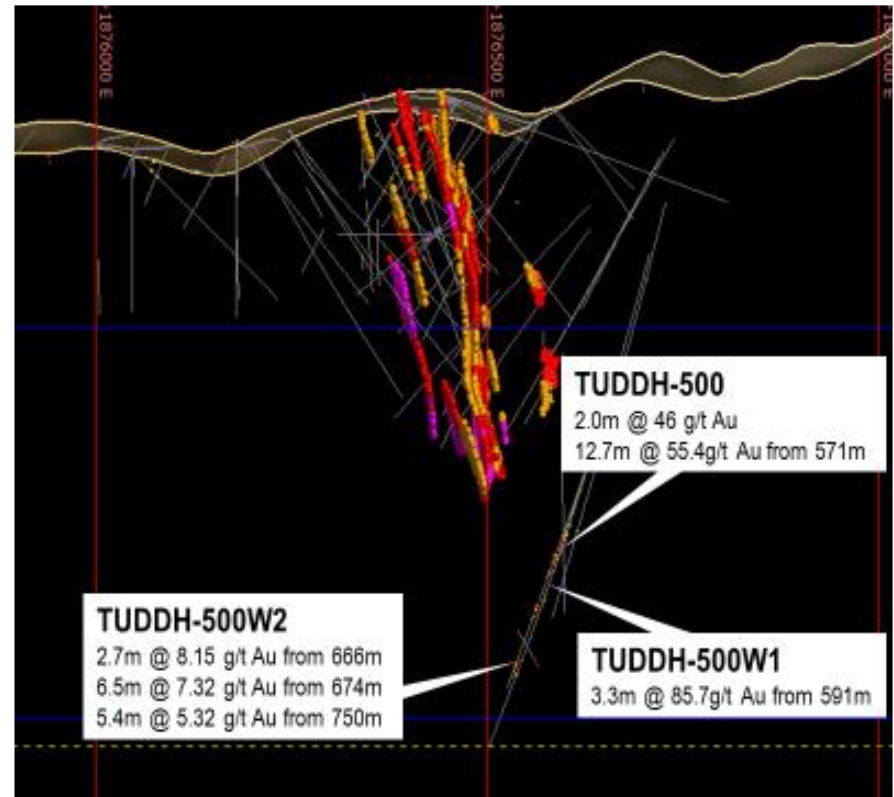 1876000 E
1876500 E
TUDDH-500
2.0m @ 46 g/t Au
12.7m @ 55.4g/t Au from 571m
TUDDH-500W2
2.7m @ 8.15 g/t Au from 666m
6.5m @ 7.32 g/t Au from 674m
5.4m @ 5.32 g/t Au from 750m
TUDDH-500W1
3.3m @ 85.7g/t Au from 591m